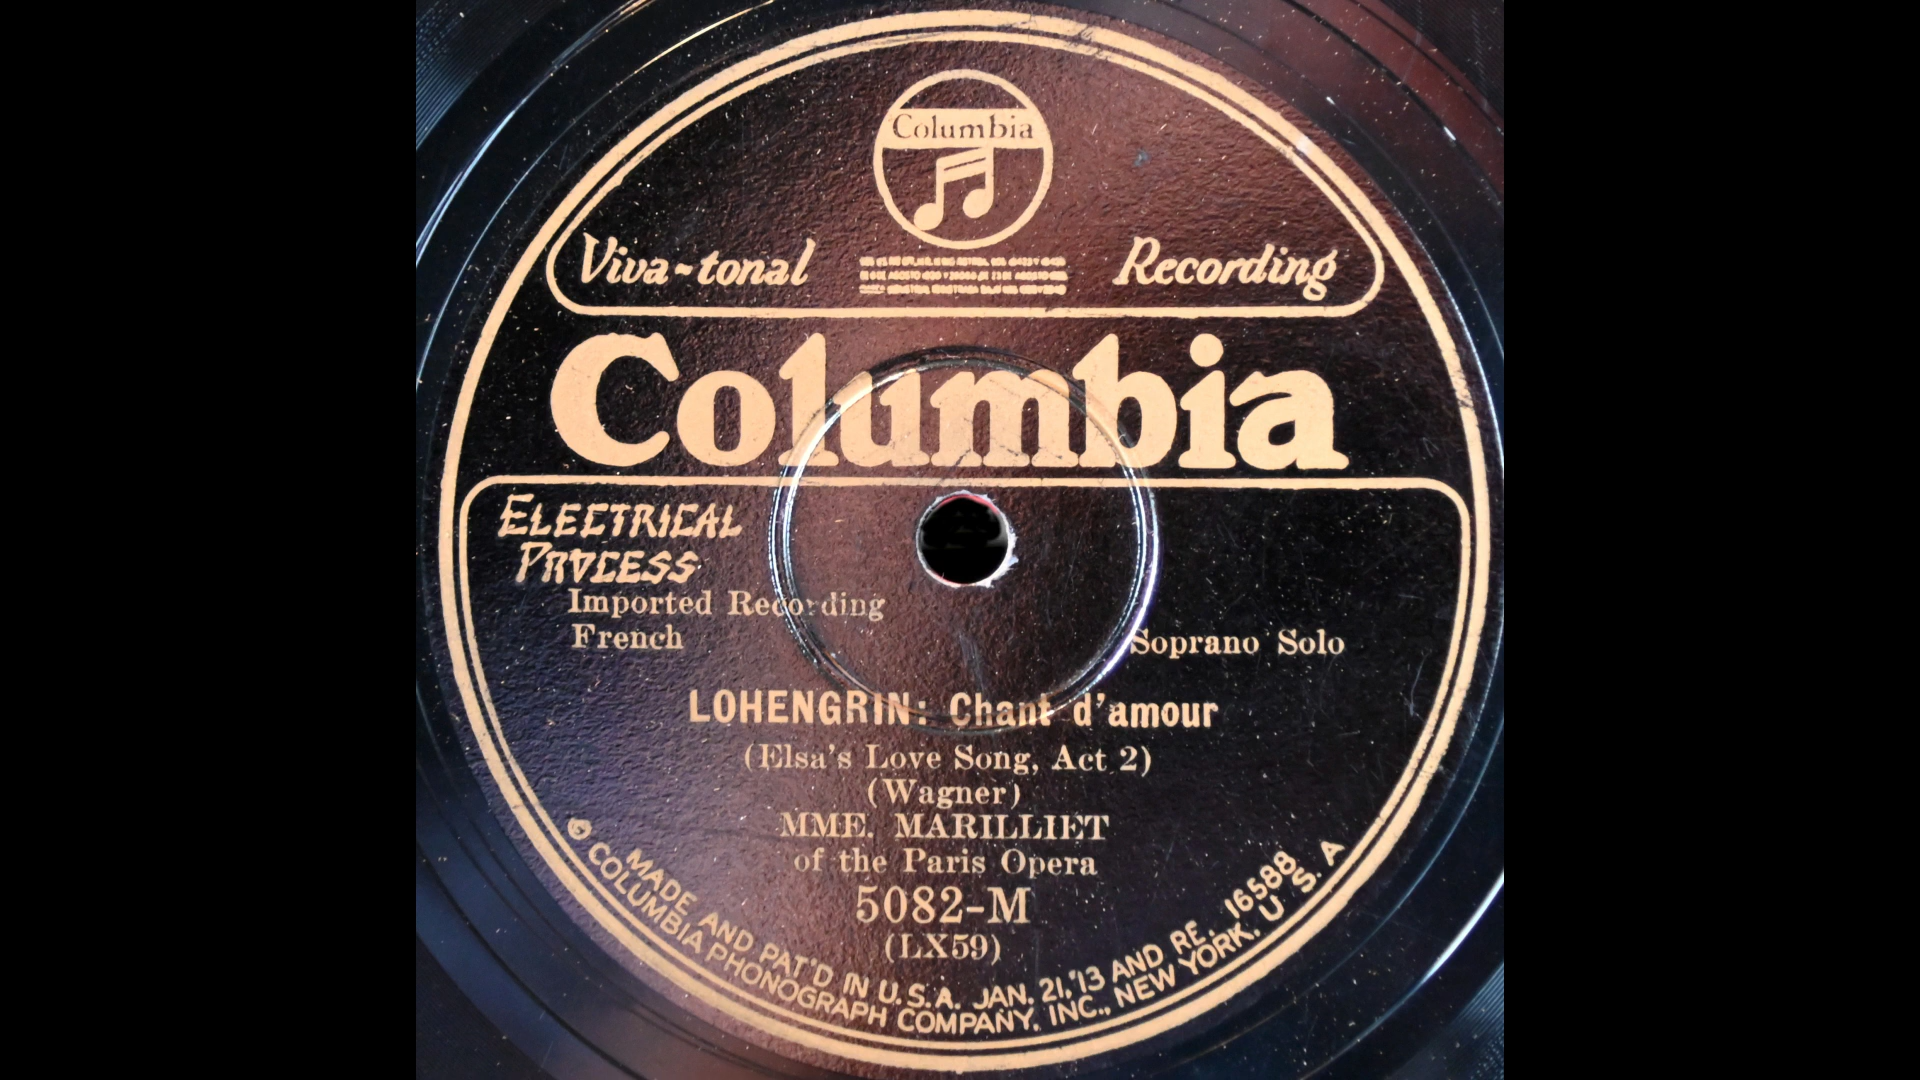 Columbia
Viva-tonal Recording
Columbia
ELECTRICAL
PROCESS
Imported Recording
French
Soprano Solo
LOHENGRIN: Chant d'amour
(Elsa's Love Song, Act 2)
(Wagner)
MME. MARILLIET
of the Paris Opera
5082-M
(LX59)
MADE AND PAT'D IN U.S.A. JAN. 21,'13 AND RE. 16588
COLUMBIA PHONOGRAPH COMPANY, INC., NEW YORK. U. S. A